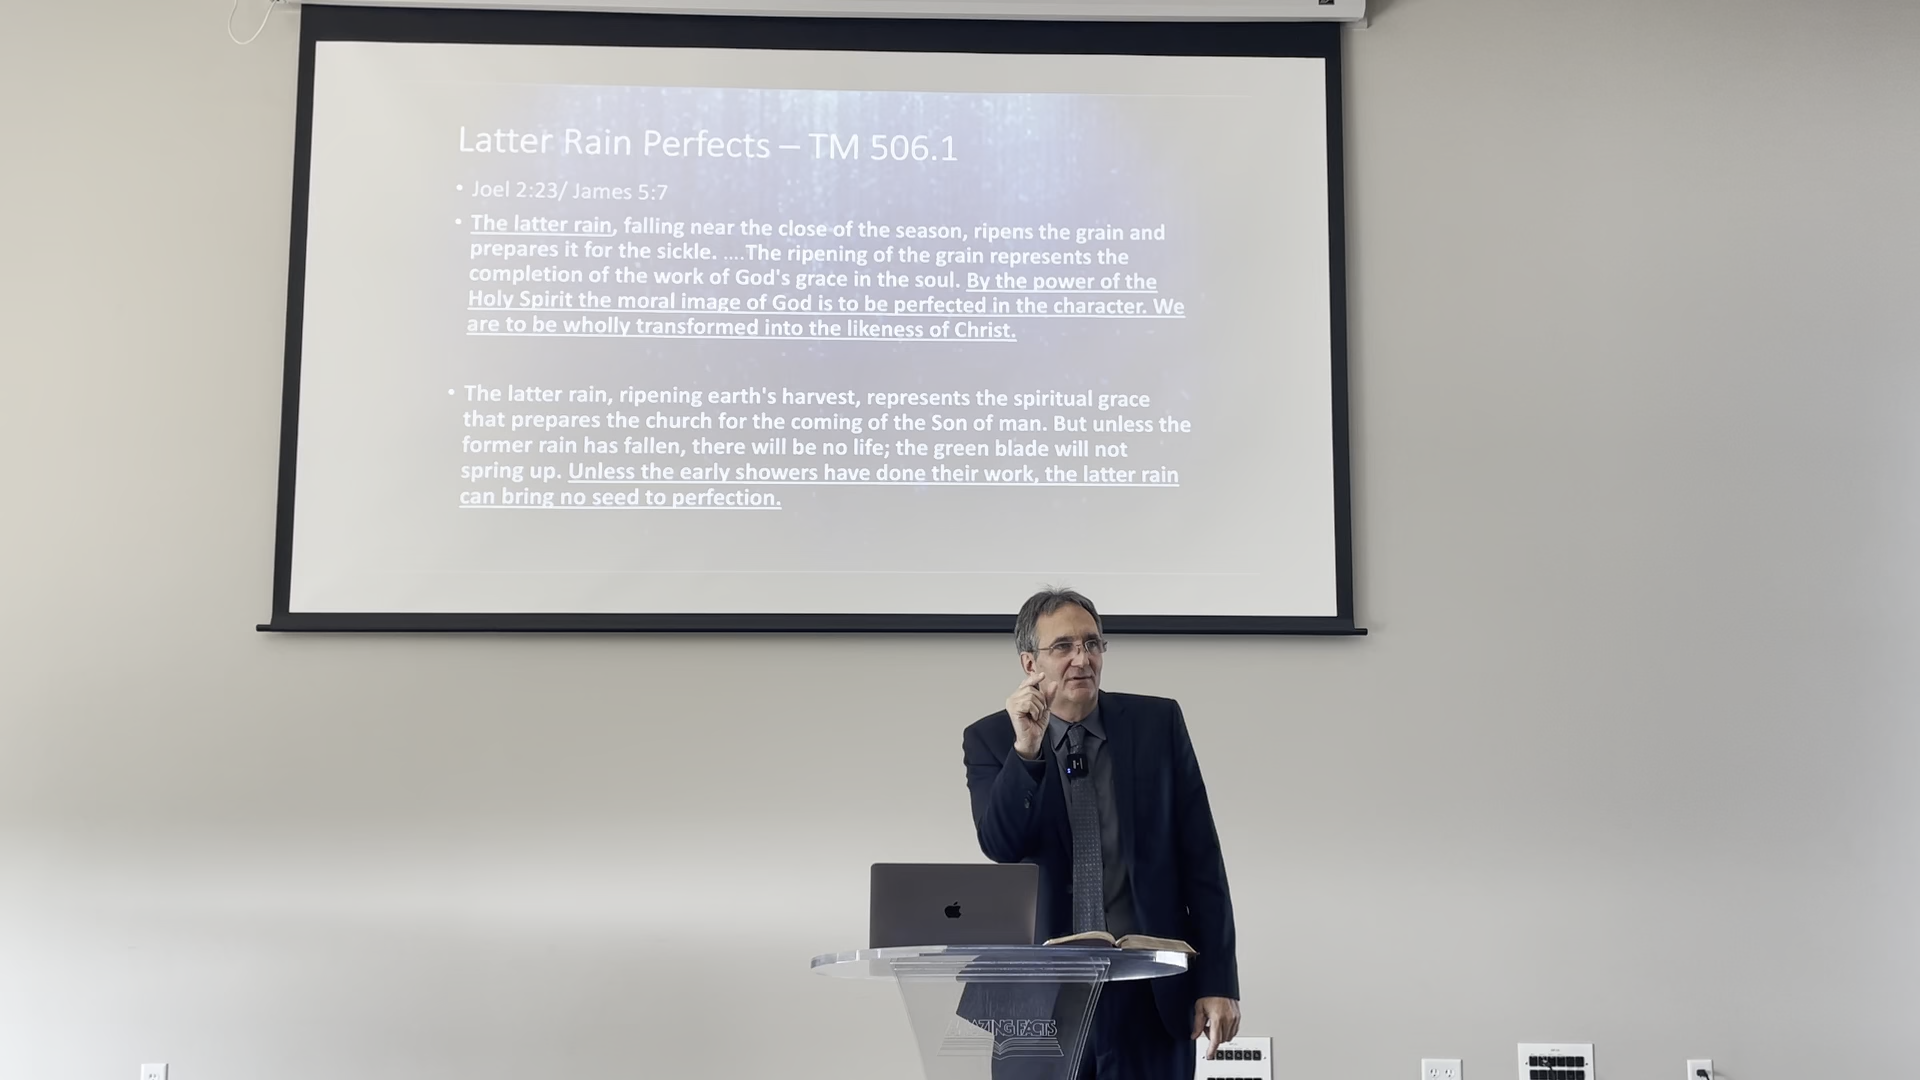 Latter Rain Perfects – TM 506.1
• Joel 2:23/ James 5:7
• The latter rain, falling near the close of the season, ripens the grain and
prepares it for the sickle. ....The ripening of the grain represents the
completion of the work of God's grace in the soul. By the power of the
Holy Spirit the moral image of God is to be perfected in the character. We
are to be wholly transformed into the likeness of Christ.
• The latter rain, ripening earth's harvest, represents the spiritual grace
that prepares the church for the coming of the Son of man. But unless the
former rain has fallen, there will be no life; the green blade will not
spring up. Unless the early showers have done their work, the latter rain
can bring no seed to perfection.
AMAZING FACTS